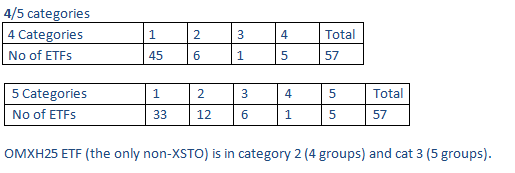 4/5 categories
4 Categories 1 2 3 4 Total
No of ETFs 45 6 1 5 57
5 Categories 1 2 3 4 5 Total
No of ETFs 33 12 6 1 5 57
OMXH25 ETF (the only non-XSTO) is in category 2 (4 groups) and cat 3 (5 groups).